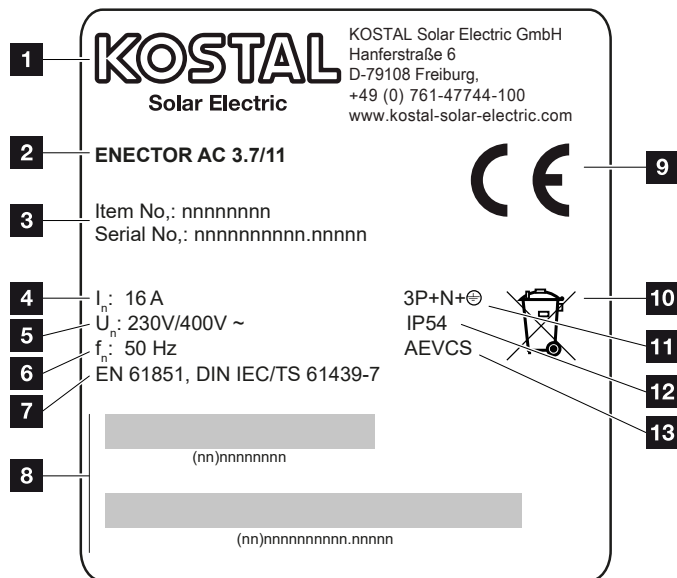 1
KOSTAL
Solar Electric
KOSTAL Solar Electric GmbH
Hanferstraße 6
D-79108 Freiburg,
+49 (0) 761-47744-100
www.kostal-solar-electric.com
2
ENECTOR AC 3.7/11
CE
9
3
Item No,: nnnnnnnn
Serial No,: nnnnnnnnnn.nnnnn
4
Iₙ: 16 A
5
Uₙ: 230V/400V ~
6
fₙ: 50 Hz
7
EN 61851, DIN IEC/TS 61439-7
3P+N+⏚
IP54
AEVCS
10
11
12
13
8
(nn)nnnnnnnn
(nn)nnnnnnnnnn.nnnnn